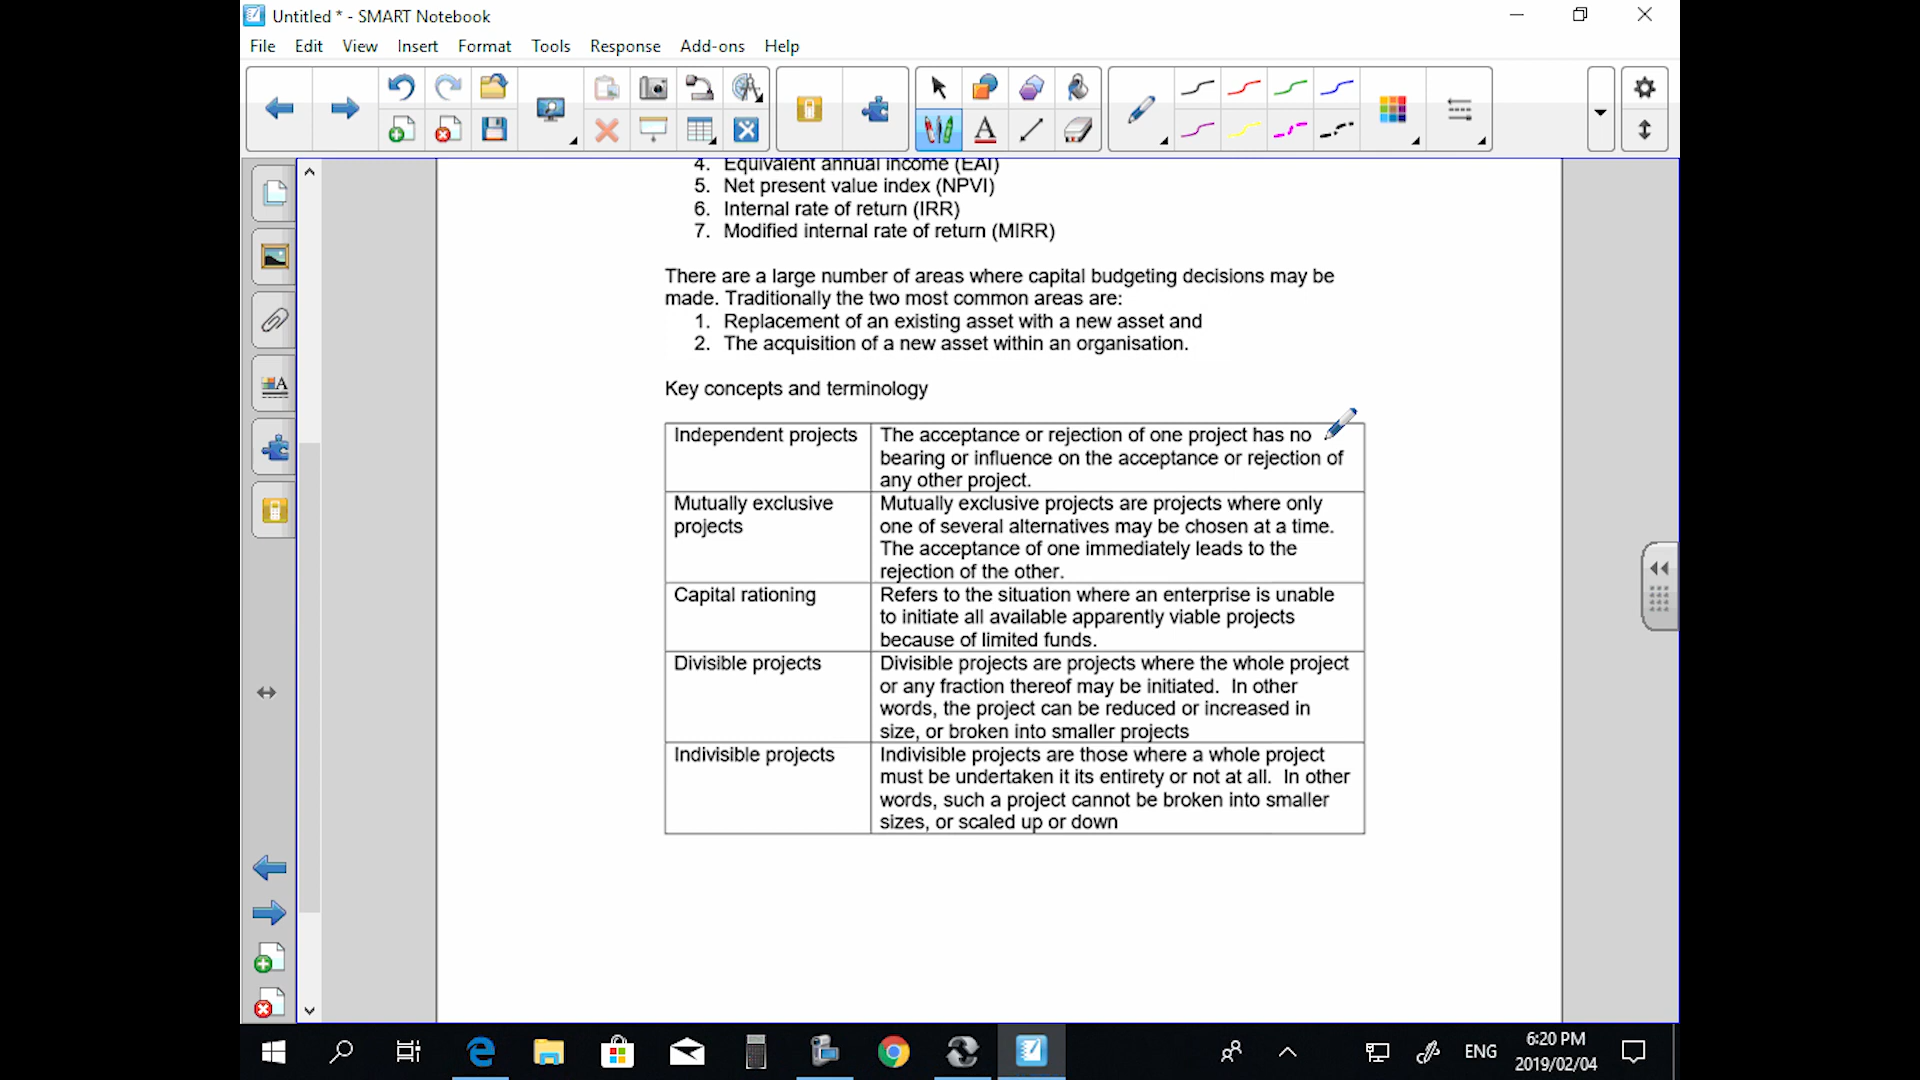 Untitled * - SMART Notebook
File Edit View Insert Format Tools Response Add-ons Help
4. Equivalent annual income (EAI)
5. Net present value index (NPVI)
6. Internal rate of return (IRR)
7. Modified internal rate of return (MIRR)
There are a large number of areas where capital budgeting decisions may be
made. Traditionally the two most common areas are:
1. Replacement of an existing asset with a new asset and
2. The acquisition of a new asset within an organisation.
Key concepts and terminology
Independent projects The acceptance or rejection of one project has no
bearing or influence on the acceptance or rejection of
any other project.
Mutually exclusive Mutually exclusive projects are projects where only
projects one of several alternatives may be chosen at a time.
The acceptance of one immediately leads to the
rejection of the other.
Capital rationing Refers to the situation where an enterprise is unable
to initiate all available apparently viable projects
because of limited funds.
Divisible projects Divisible projects are projects where the whole project
or any fraction thereof may be initiated. In other
words, the project can be reduced or increased in
size, or broken into smaller projects
Indivisible projects Indivisible projects are those where a whole project
must be undertaken it its entirety or not at all. In other
words, such a project cannot be broken into smaller
sizes, or scaled up or down
ENG
6:20 PM
2019/02/04